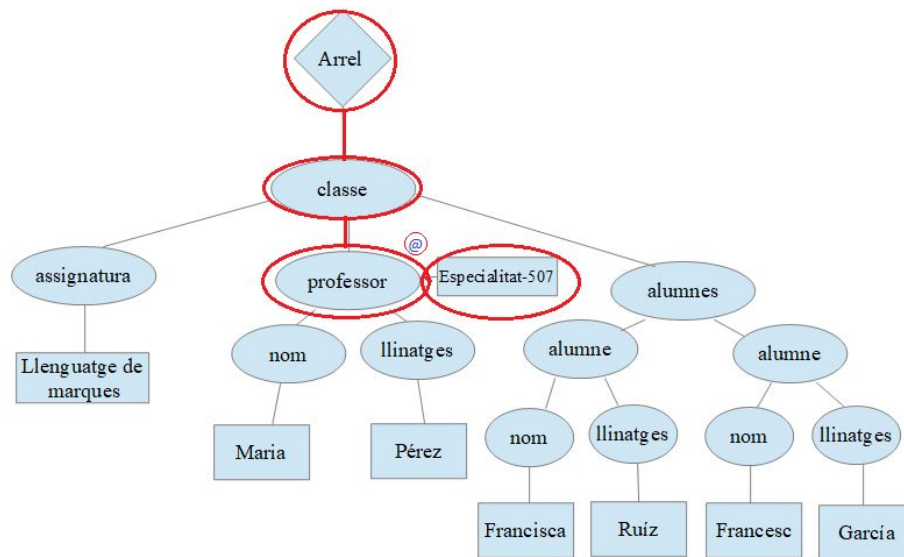 Arrel
classe
@
assignatura
professor
Especialitat-507
alumnes
nom
llinatges
alumne
alumne
Llenguatge de
marques
Maria
Pérez
nom
llinatges
nom
llinatges
Francisca
Ruíz
Francesc
García